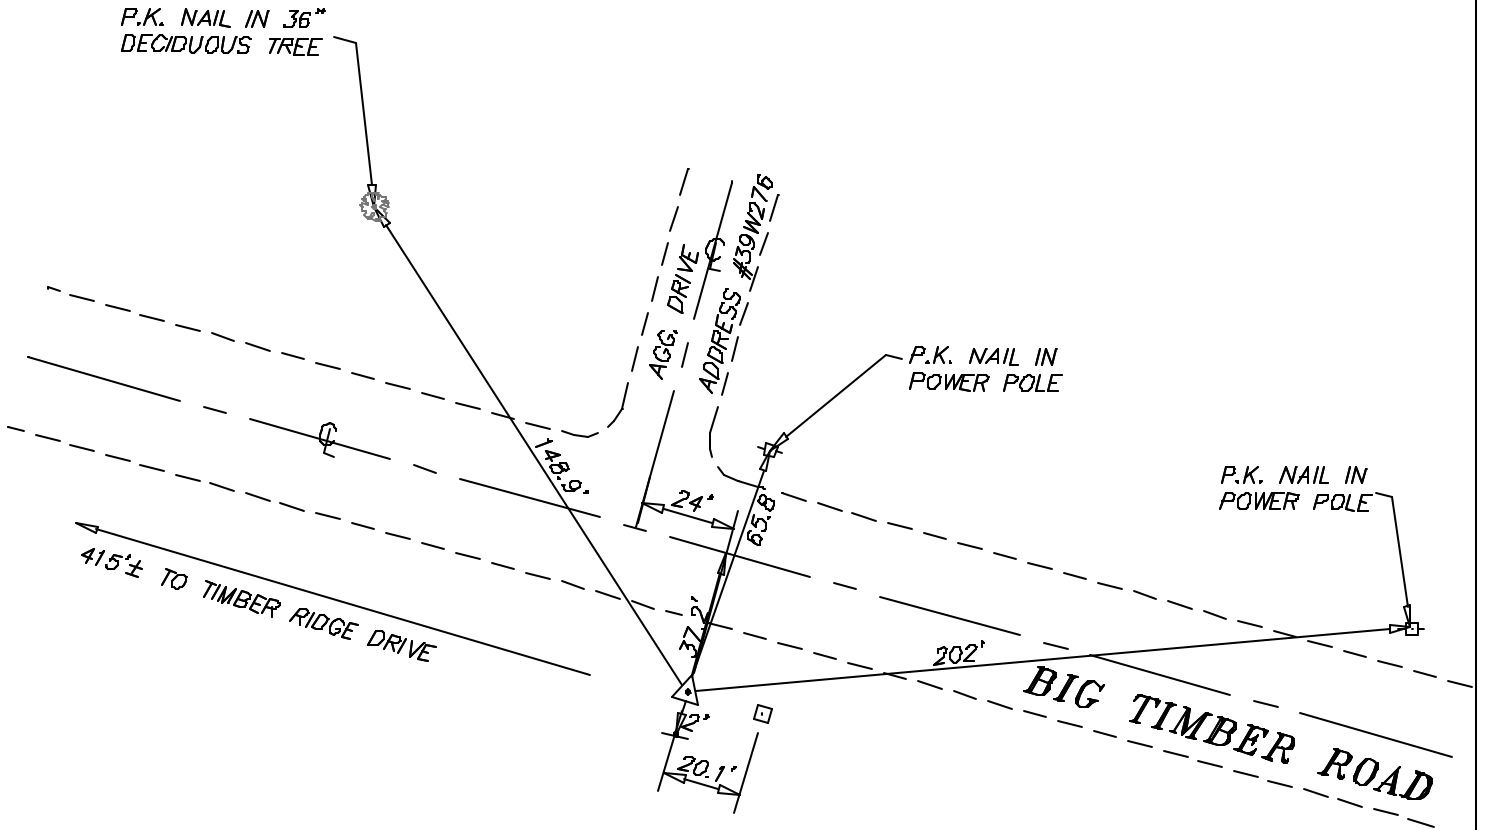 P.K. NAIL IN 36"
DECIDUOUS TREE
AGG. DRIVE
℄
ADDRESS #39W276
P.K. NAIL IN
POWER POLE
℄
148.9'
24'
65.8'
P.K. NAIL IN
POWER POLE
415'± TO TIMBER RIDGE DRIVE
37.2'
202'
BIG TIMBER ROAD
2'
20.1'